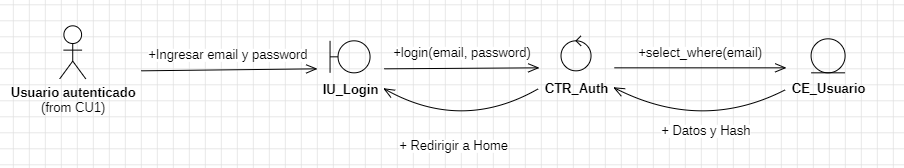 +Ingresar email y password
+login(email, password)
+select_where(email)
Usuario autenticado
(from CU1)
IU_Login
CTR_Auth
CE_Usuario
+ Redirigir a Home
+ Datos y Hash